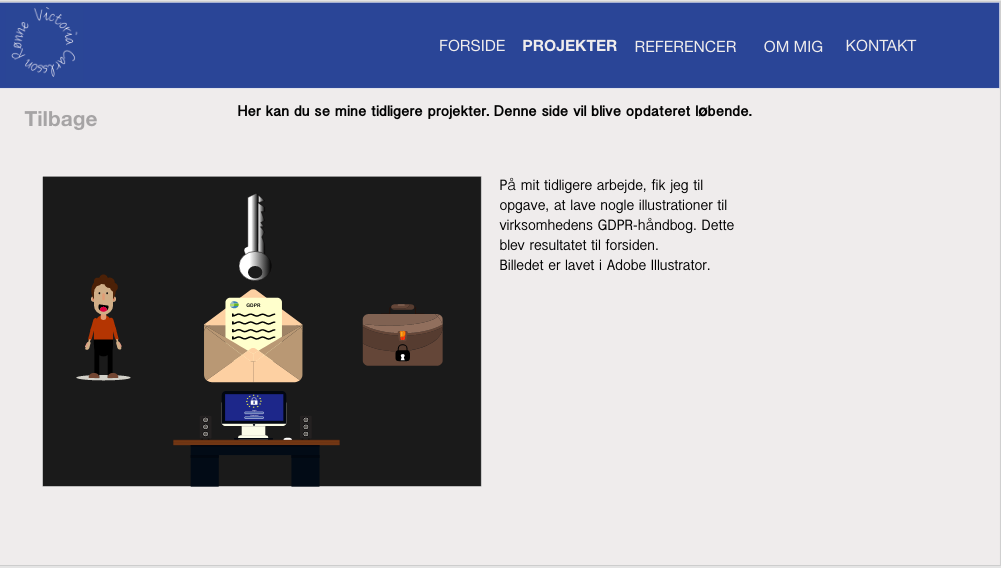 Victoria Carlsson Rønne
FORSIDE PROJEKTER REFERENCER OM MIG KONTAKT
Tilbage
Her kan du se mine tidligere projekter. Denne side vil blive opdateret løbende.
På mit tidligere arbejde, fik jeg til
opgave, at lave nogle illustrationer til
virksomhedens GDPR-håndbog. Dette
blev resultatet til forsiden.
Billedet er lavet i Adobe Illustrator.
GDPR